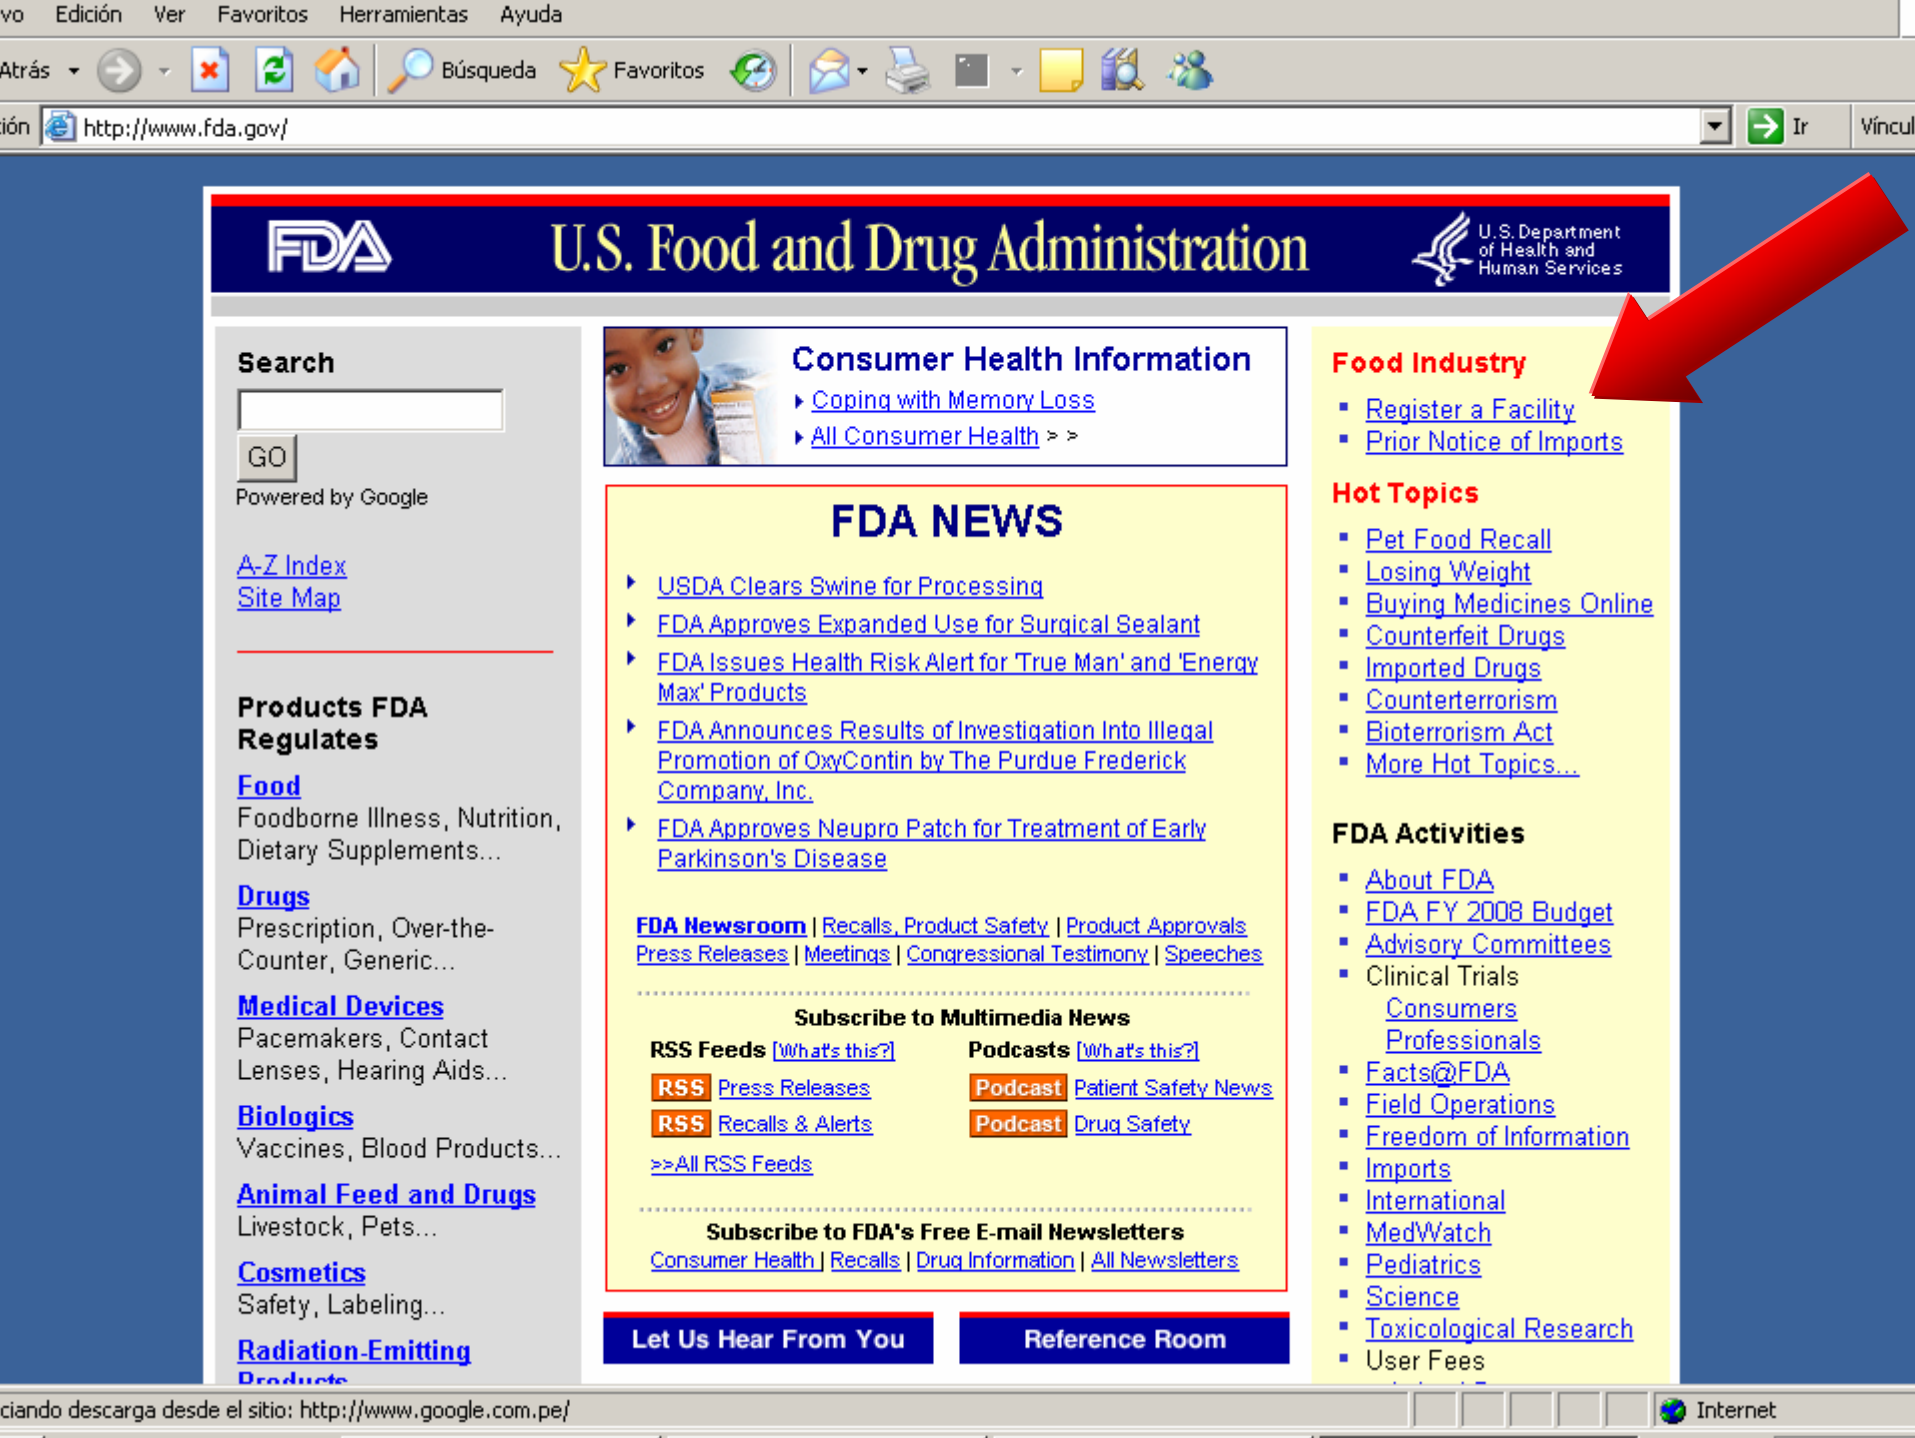 vo Edición Ver Favoritos Herramientas Ayuda
Atrás Búsqueda Favoritos
ión http://www.fda.gov/ Ir Víncul
FDA U.S. Food and Drug Administration
U.S. Department
of Health and
Human Services
Search
GO
Powered by Google
A-Z Index
Site Map
Products FDA
Regulates
Food
Foodborne Illness, Nutrition,
Dietary Supplements...
Drugs
Prescription, Over-the-
Counter, Generic...
Medical Devices
Pacemakers, Contact
Lenses, Hearing Aids...
Biologics
Vaccines, Blood Products...
Animal Feed and Drugs
Livestock, Pets...
Cosmetics
Safety, Labeling...
Radiation-Emitting
Products
Consumer Health Information
Coping with Memory Loss
All Consumer Health > >
FDA NEWS
USDA Clears Swine for Processing
FDA Approves Expanded Use for Surgical Sealant
FDA Issues Health Risk Alert for 'True Man' and 'Energy
Max' Products
FDA Announces Results of Investigation Into Illegal
Promotion of OxyContin by The Purdue Frederick
Company, Inc.
FDA Approves Neupro Patch for Treatment of Early
Parkinson's Disease
FDA Newsroom | Recalls, Product Safety | Product Approvals
Press Releases | Meetings | Congressional Testimony | Speeches
Subscribe to Multimedia News
RSS Feeds [What's this?] Podcasts [What's this?]
RSS Press Releases Podcast Patient Safety News
RSS Recalls & Alerts Podcast Drug Safety
>>All RSS Feeds
Subscribe to FDA's Free E-mail Newsletters
Consumer Health | Recalls | Drug Information | All Newsletters
Let Us Hear From You Reference Room
Food Industry
Register a Facility
Prior Notice of Imports
Hot Topics
Pet Food Recall
Losing Weight
Buying Medicines Online
Counterfeit Drugs
Imported Drugs
Counterterrorism
Bioterrorism Act
More Hot Topics...
FDA Activities
About FDA
FDA FY 2008 Budget
Advisory Committees
Clinical Trials
Consumers
Professionals
Facts@FDA
Field Operations
Freedom of Information
Imports
International
MedWatch
Pediatrics
Science
Toxicological Research
User Fees
ciando descarga desde el sitio: http://www.google.com.pe/ Internet